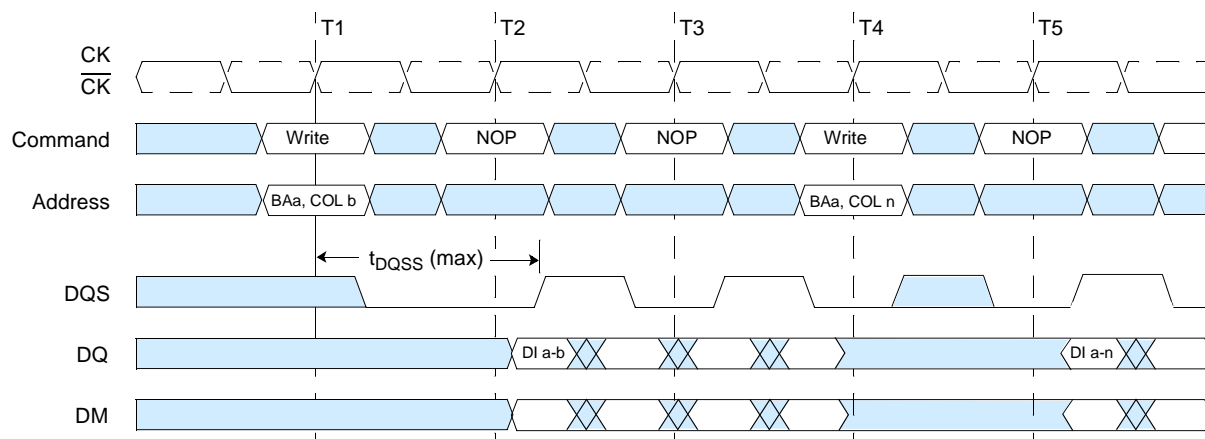 T1 T2 T3 T4 T5
CK
CK
Command Write NOP NOP Write NOP
Address BAa, COL b BAa, COL n
tDQSS (max)
DQS
DQ DI a-b DI a-n
DM